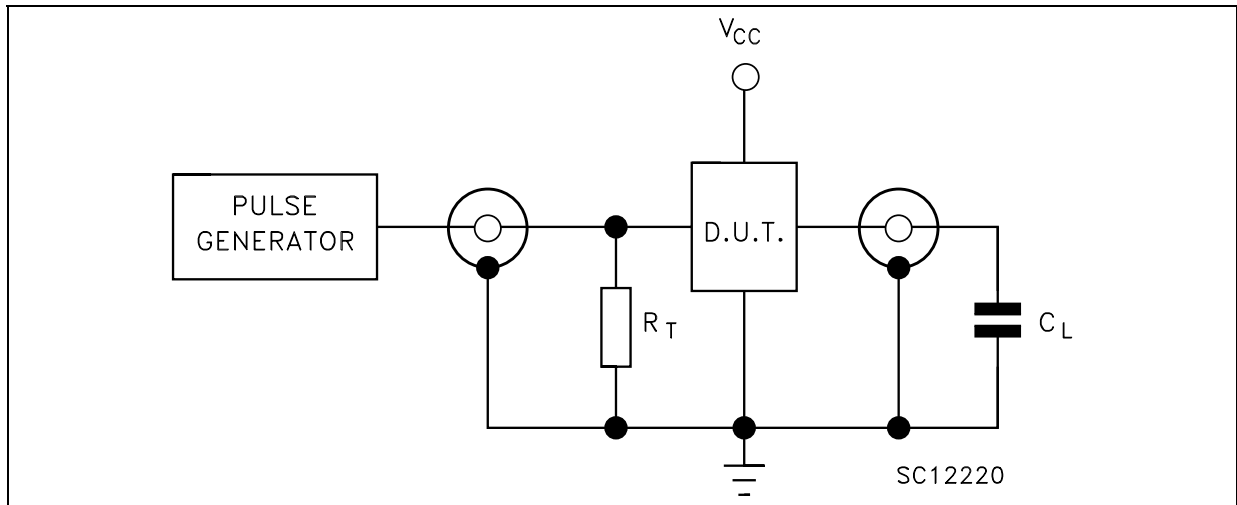 VCC
PULSE
GENERATOR
D.U.T.
RT
CL
SC12220